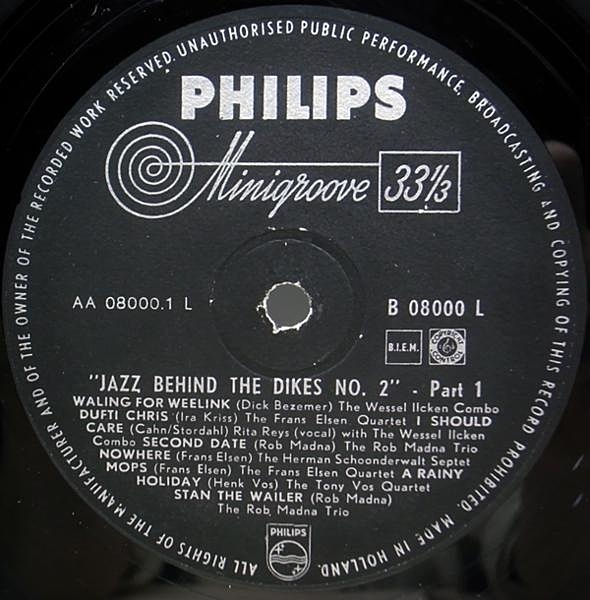 ALL RIGHTS OF THE MANUFACTURER AND OF THE OWNER OF THE RECORDED WORK RESERVED. UNAUTHORISED PUBLIC PERFORMANCE, BROADCASTING AND COPYING OF THIS RECORD PROHIBITED. MADE IN HOLLAND.
PHILIPS
Minigroove 33⅓
AA 08000.1 L
B 08000 L
B.I.E.M.
"JAZZ BEHIND THE DIKES NO. 2" - Part 1
WALING FOR WEELINK (Dick Bezemer) The Wessel Ilcken Combo
DUFTI CHRIS (Ira Kriss) The Frans Elsen Quartet I SHOULD
CARE (Cahn/Stordahl) Rita Reys (vocal) with The Wessel Ilcken
Combo SECOND DATE (Rob Madna) The Rob Madna Trio
NOWHERE (Frans Elsen) The Herman Schoonderwalt Septet
MOPS (Frans Elsen) The Frans Elsen Quartet A RAINY
HOLIDAY (Henk Vos) The Tony Vos Quartet
STAN THE WAILER (Rob Madna)
The Rob Madna Trio
PHILIPS